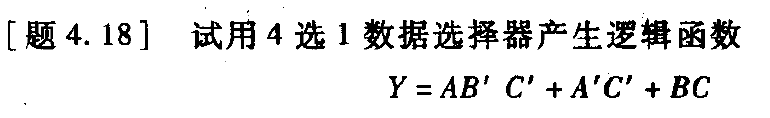 [题 4.18] 试用 4 选 1 数据选择器产生逻辑函数
Y = AB′ C′ + A′C′ + BC